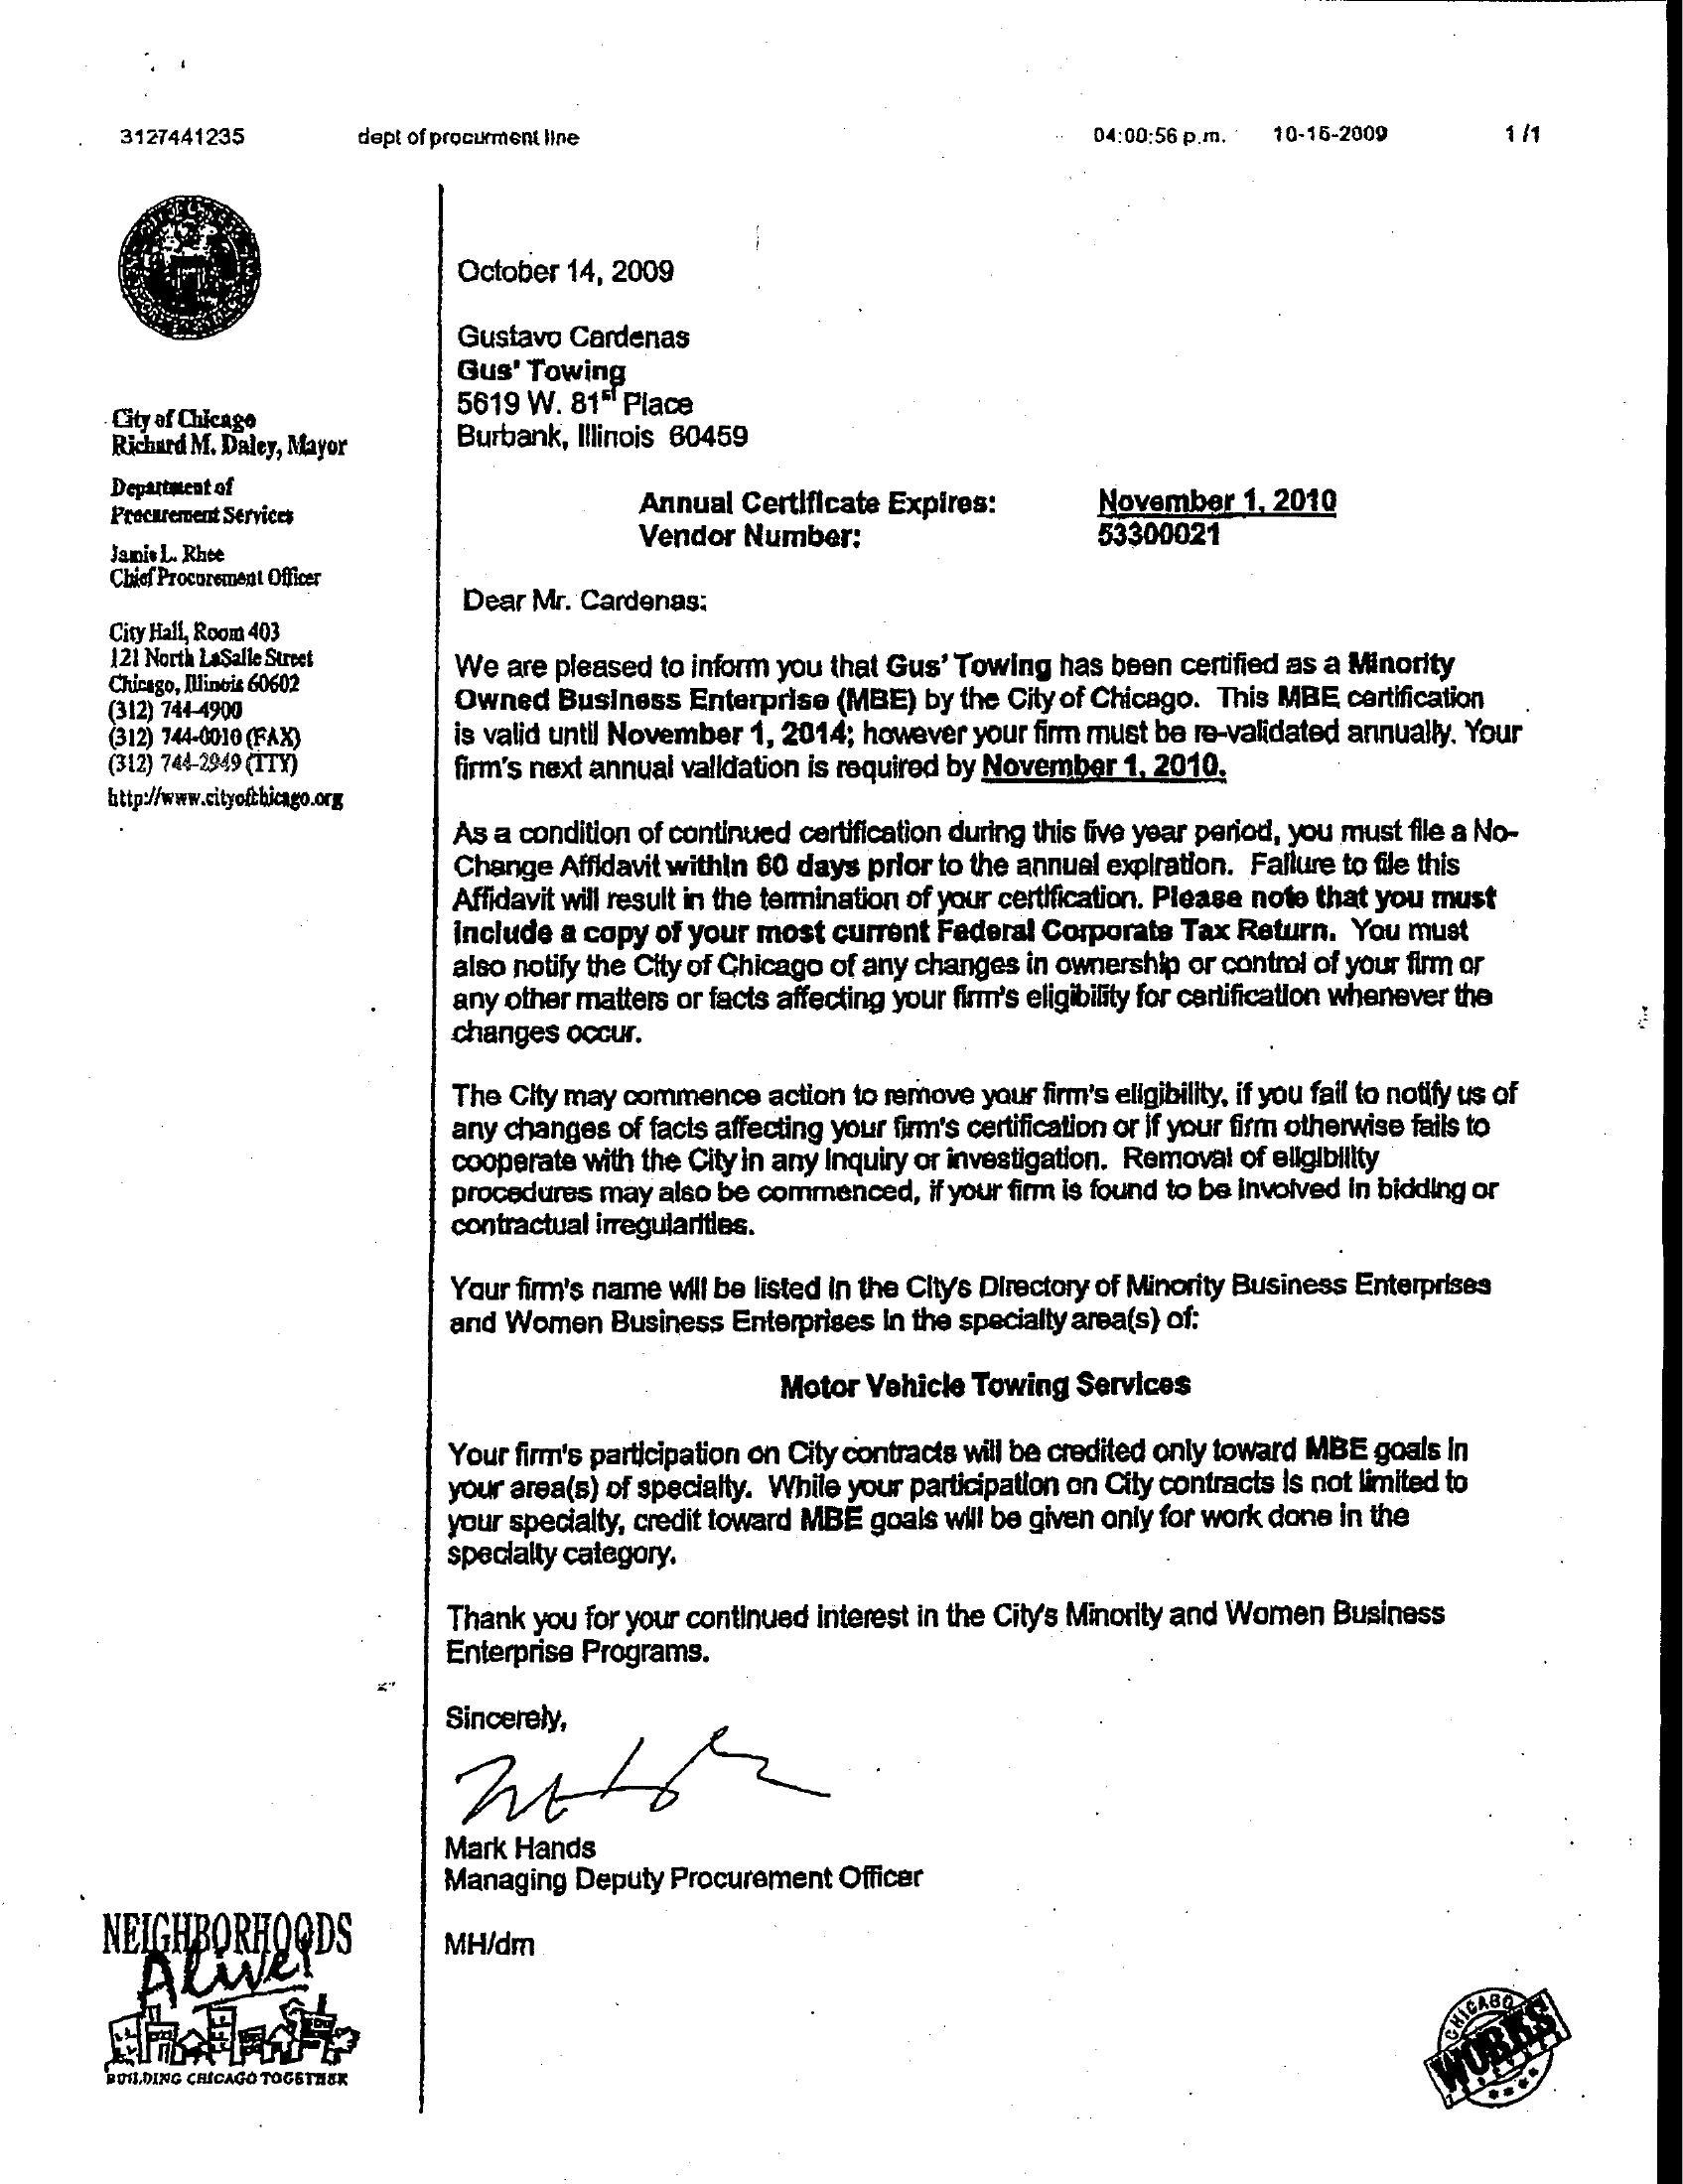 3127441235 dept of procurment line 04:00:56 p.m. 10-16-2009 1 /1
City of Chicago
Richard M. Daley, Mayor
Department of
Procurement Services
Jamie L. Rhee
Chief Procurement Officer
City Hall, Room 403
121 North LaSalle Street
Chicago, Illinois 60602
(312) 744-4900
(312) 744-0010 (FAX)
(312) 744-2949 (TTY)
http://www.cityofchicago.org
NEIGHBORHOODS
Alive!
BUILDING CHICAGO TOGETHER
October 14, 2009
Gustavo Cardenas
Gus' Towing
5619 W. 81st Place
Burbank, Illinois 60459
Annual Certificate Expires: November 1, 2010
Vendor Number: 53300021
Dear Mr. Cardenas:
We are pleased to inform you that Gus' Towing has been certified as a Minority
Owned Business Enterprise (MBE) by the City of Chicago. This MBE certification
is valid until November 1, 2014; however your firm must be re-validated annually. Your
firm's next annual validation is required by November 1, 2010.
As a condition of continued certification during this five year period, you must file a No-
Change Affidavit within 60 days prior to the annual expiration. Failure to file this
Affidavit will result in the termination of your certification. Please note that you must
include a copy of your most current Federal Corporate Tax Return. You must
also notify the City of Chicago of any changes in ownership or control of your firm or
any other matters or facts affecting your firm's eligibility for certification whenever the
changes occur.
The City may commence action to remove your firm's eligibility, if you fail to notify us of
any changes of facts affecting your firm's certification or if your firm otherwise fails to
cooperate with the City in any inquiry or investigation. Removal of eligibility
procedures may also be commenced, if your firm is found to be involved in bidding or
contractual irregularities.
Your firm's name will be listed in the City's Directory of Minority Business Enterprises
and Women Business Enterprises in the specialty area(s) of:
Motor Vehicle Towing Services
Your firm's participation on City contracts will be credited only toward MBE goals in
your area(s) of specialty. While your participation on City contracts is not limited to
your specialty, credit toward MBE goals will be given only for work done in the
specialty category.
Thank you for your continued interest in the City's Minority and Women Business
Enterprise Programs.
Sincerely,
Mark Hands
Managing Deputy Procurement Officer
MH/dm
CHICAGO
WORKS